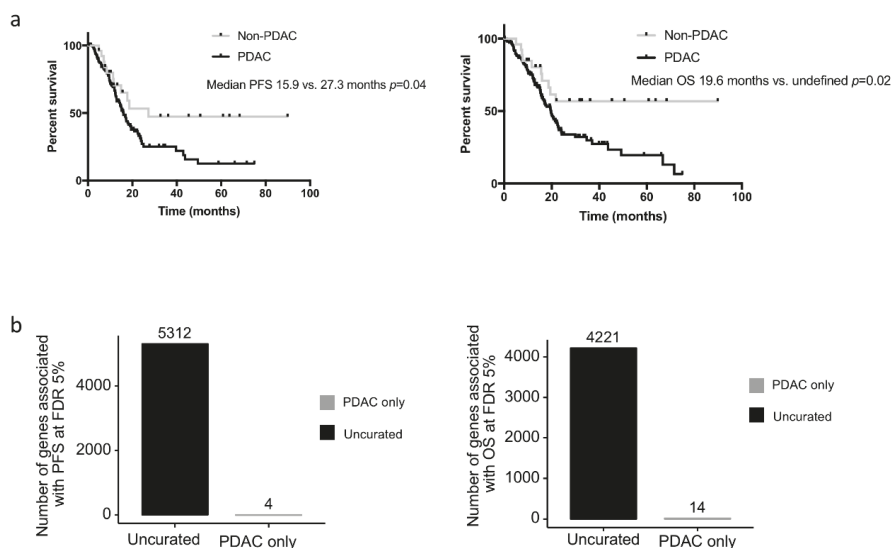 a
Percent survival
100
50
0
0 20 40 60 80 100
Time (months)
Non-PDAC
PDAC
Median PFS 15.9 vs. 27.3 months p=0.04
Percent survival
100
50
0
0 20 40 60 80 100
Time (months)
Non-PDAC
PDAC
Median OS 19.6 months vs. undefined p=0.02
b
Number of genes associated
with PFS at FDR 5%
4000
2000
0
5312
4
Uncurated PDAC only
PDAC only
Uncurated
Number of genes associated
with OS at FDR 5%
4000
3000
2000
1000
0
4221
14
Uncurated PDAC only
PDAC only
Uncurated